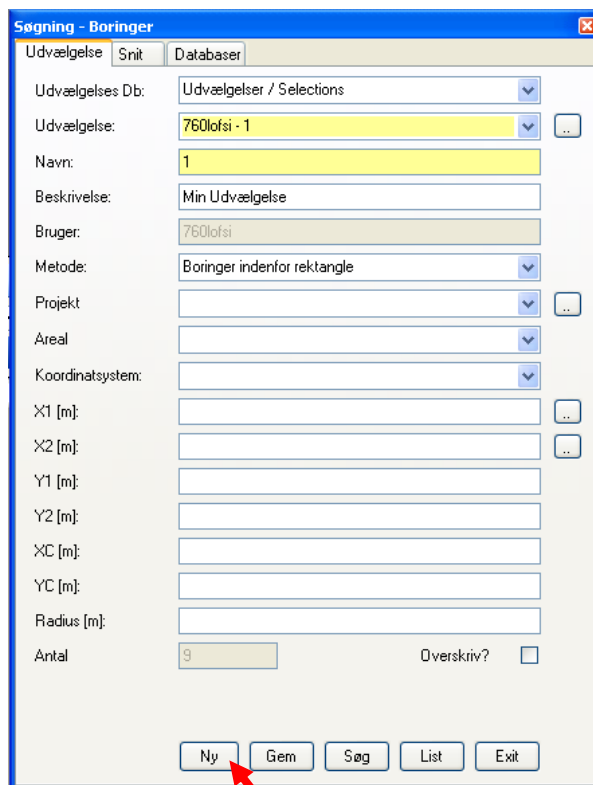 Søgning - Boringer
Udvælgelse Snit Databaser
Udvælgelses Db: Udvælgelser / Selections
Udvælgelse: 760lofsi - 1 ..
Navn: 1
Beskrivelse: Min Udvælgelse
Bruger: 760lofsi
Metode: Boringer indenfor rektangle
Projekt ..
Areal
Koordinatsystem:
X1 [m]: ..
X2 [m]: ..
Y1 [m]:
Y2 [m]:
XC [m]:
YC [m]:
Radius [m]:
Antal 9 Overskriv?
Ny Gem Søg List Exit